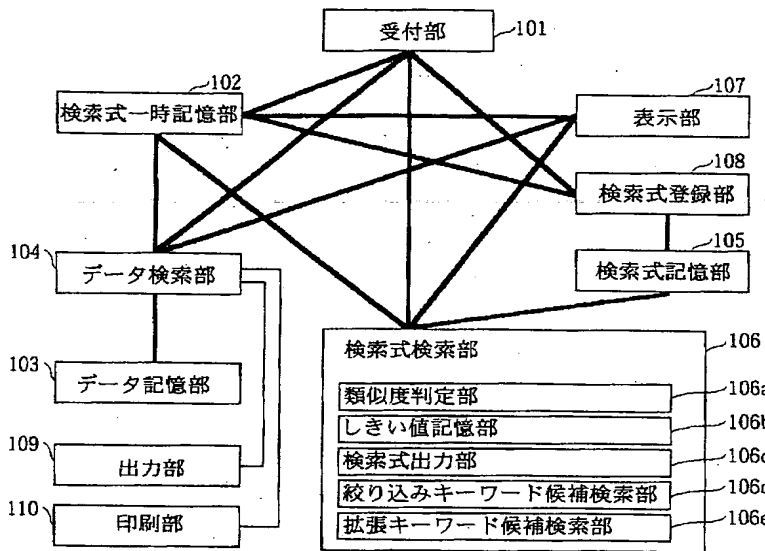 受付部
101
102
検索式一時記憶部
107
表示部
108
検索式登録部
104
データ検索部
105
検索式記憶部
103
データ記憶部
検索式検索部
106
類似度判定部
106a
しきい値記憶部
106b
109
出力部
検索式出力部
106c
絞り込みキーワード候補検索部
106d
110
印刷部
拡張キーワード候補検索部
106e